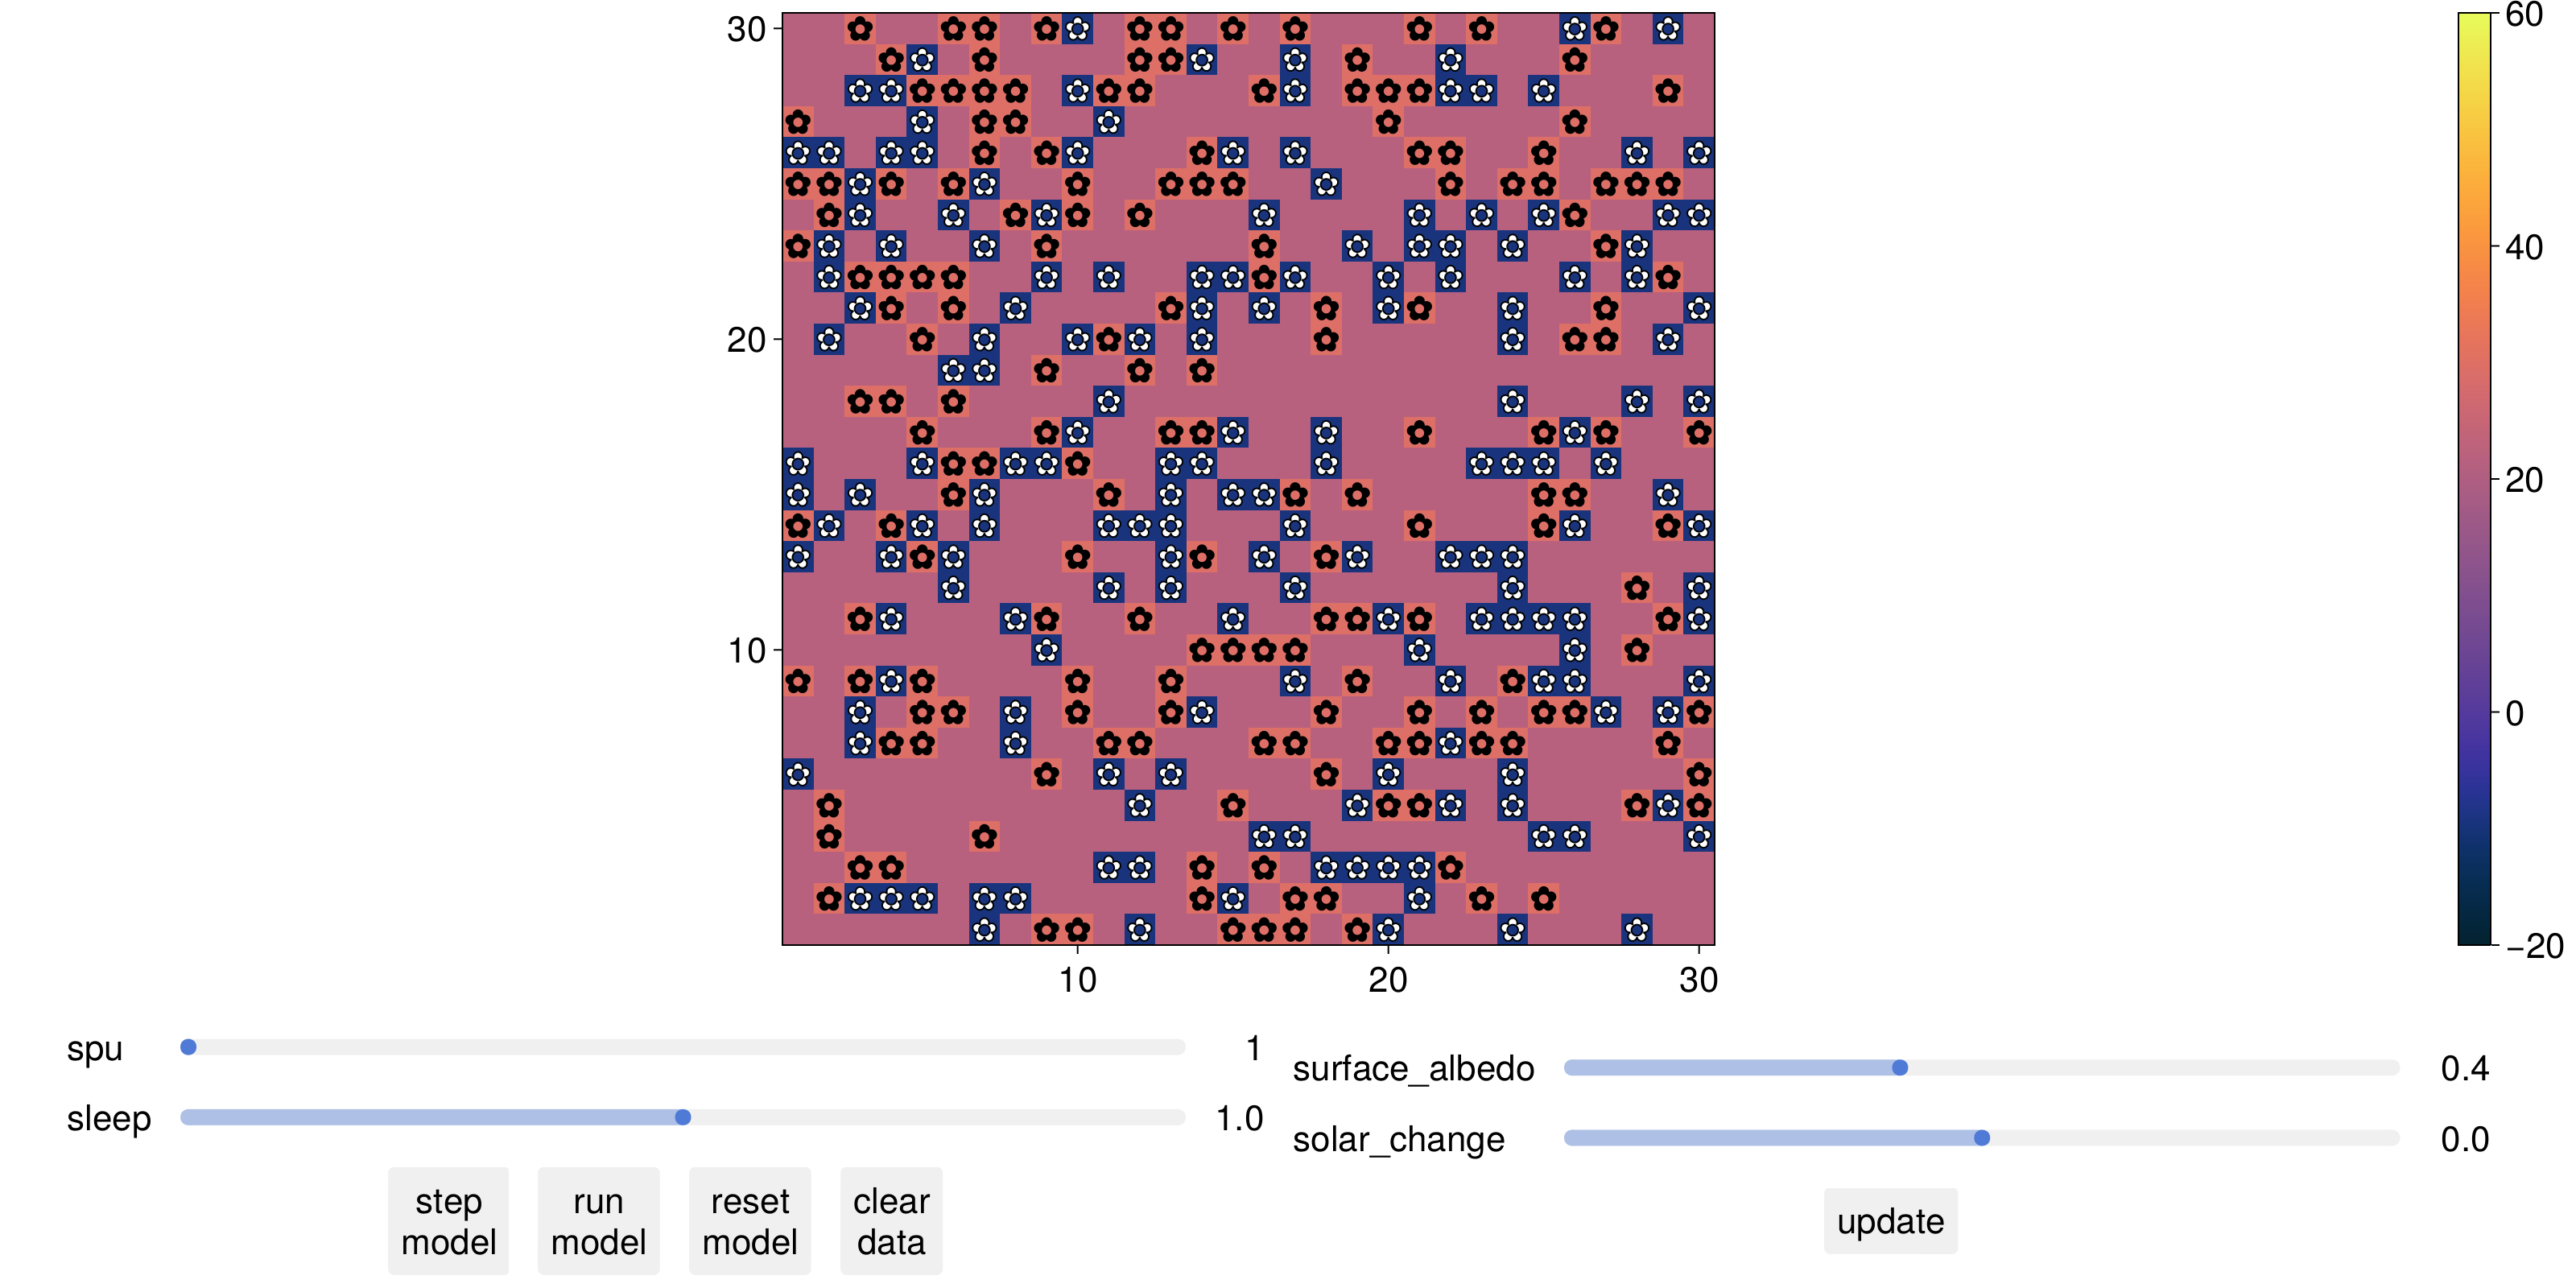 30
20
10
10
20
30
60
40
20
0
−20
spu
1
sleep
1.0
surface_albedo
0.4
solar_change
0.0
step
model
run
model
reset
model
clear
data
update